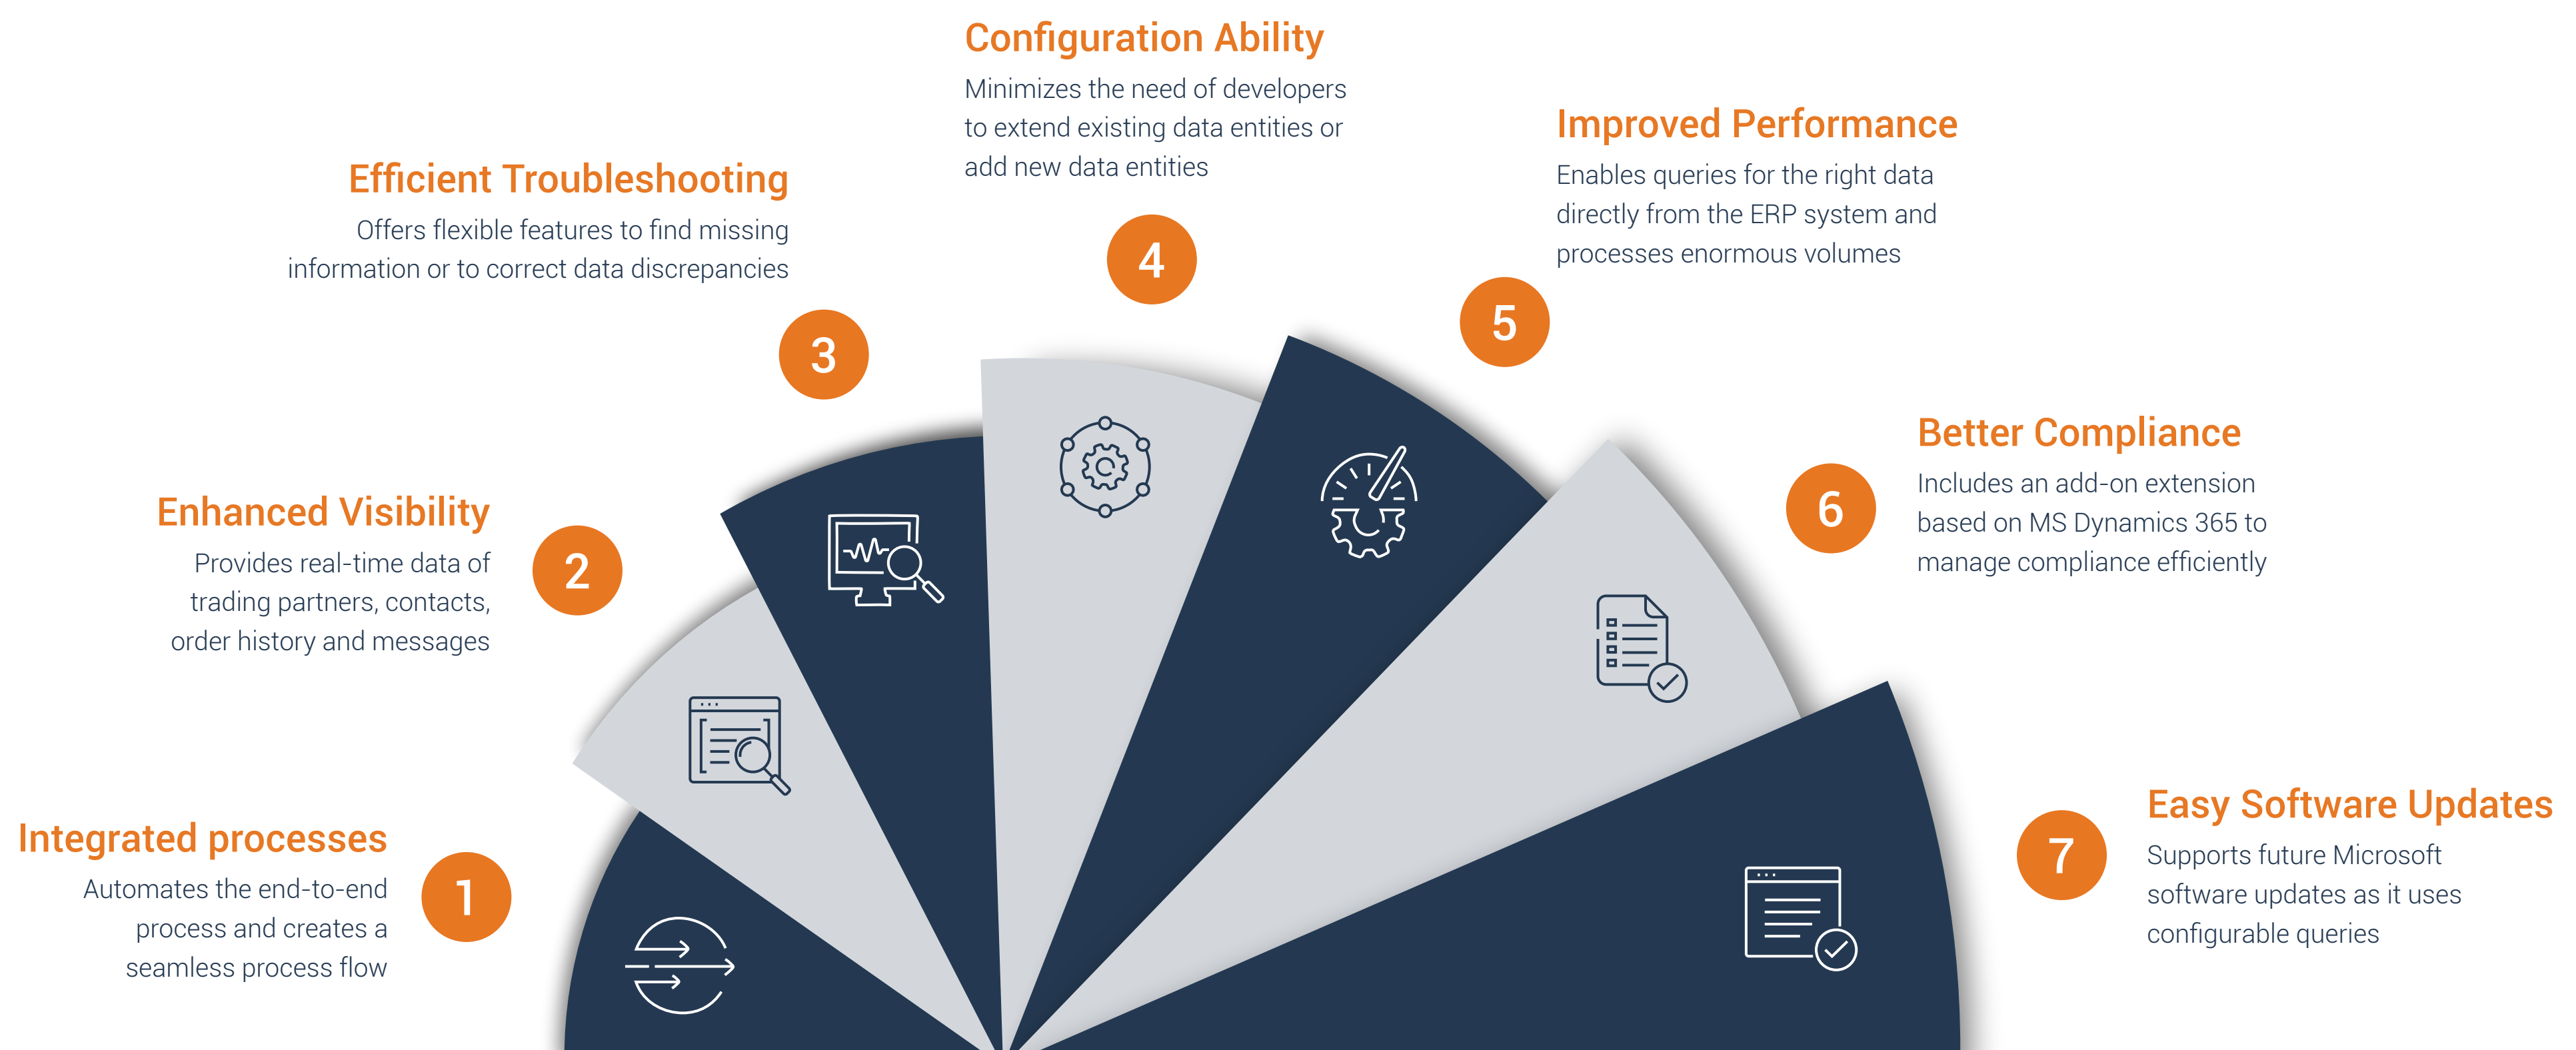 Integrated processes
Automates the end-to-end
process and creates a
seamless process flow
1
Enhanced Visibility
Provides real-time data of
trading partners, contacts,
order history and messages
2
Efficient Troubleshooting
Offers flexible features to find missing
information or to correct data discrepancies
3
Configuration Ability
Minimizes the need of developers
to extend existing data entities or
add new data entities
4
Improved Performance
Enables queries for the right data
directly from the ERP system and
processes enormous volumes
5
Better Compliance
Includes an add-on extension
based on MS Dynamics 365 to
manage compliance efficiently
6
Easy Software Updates
Supports future Microsoft
software updates as it uses
configurable queries
7